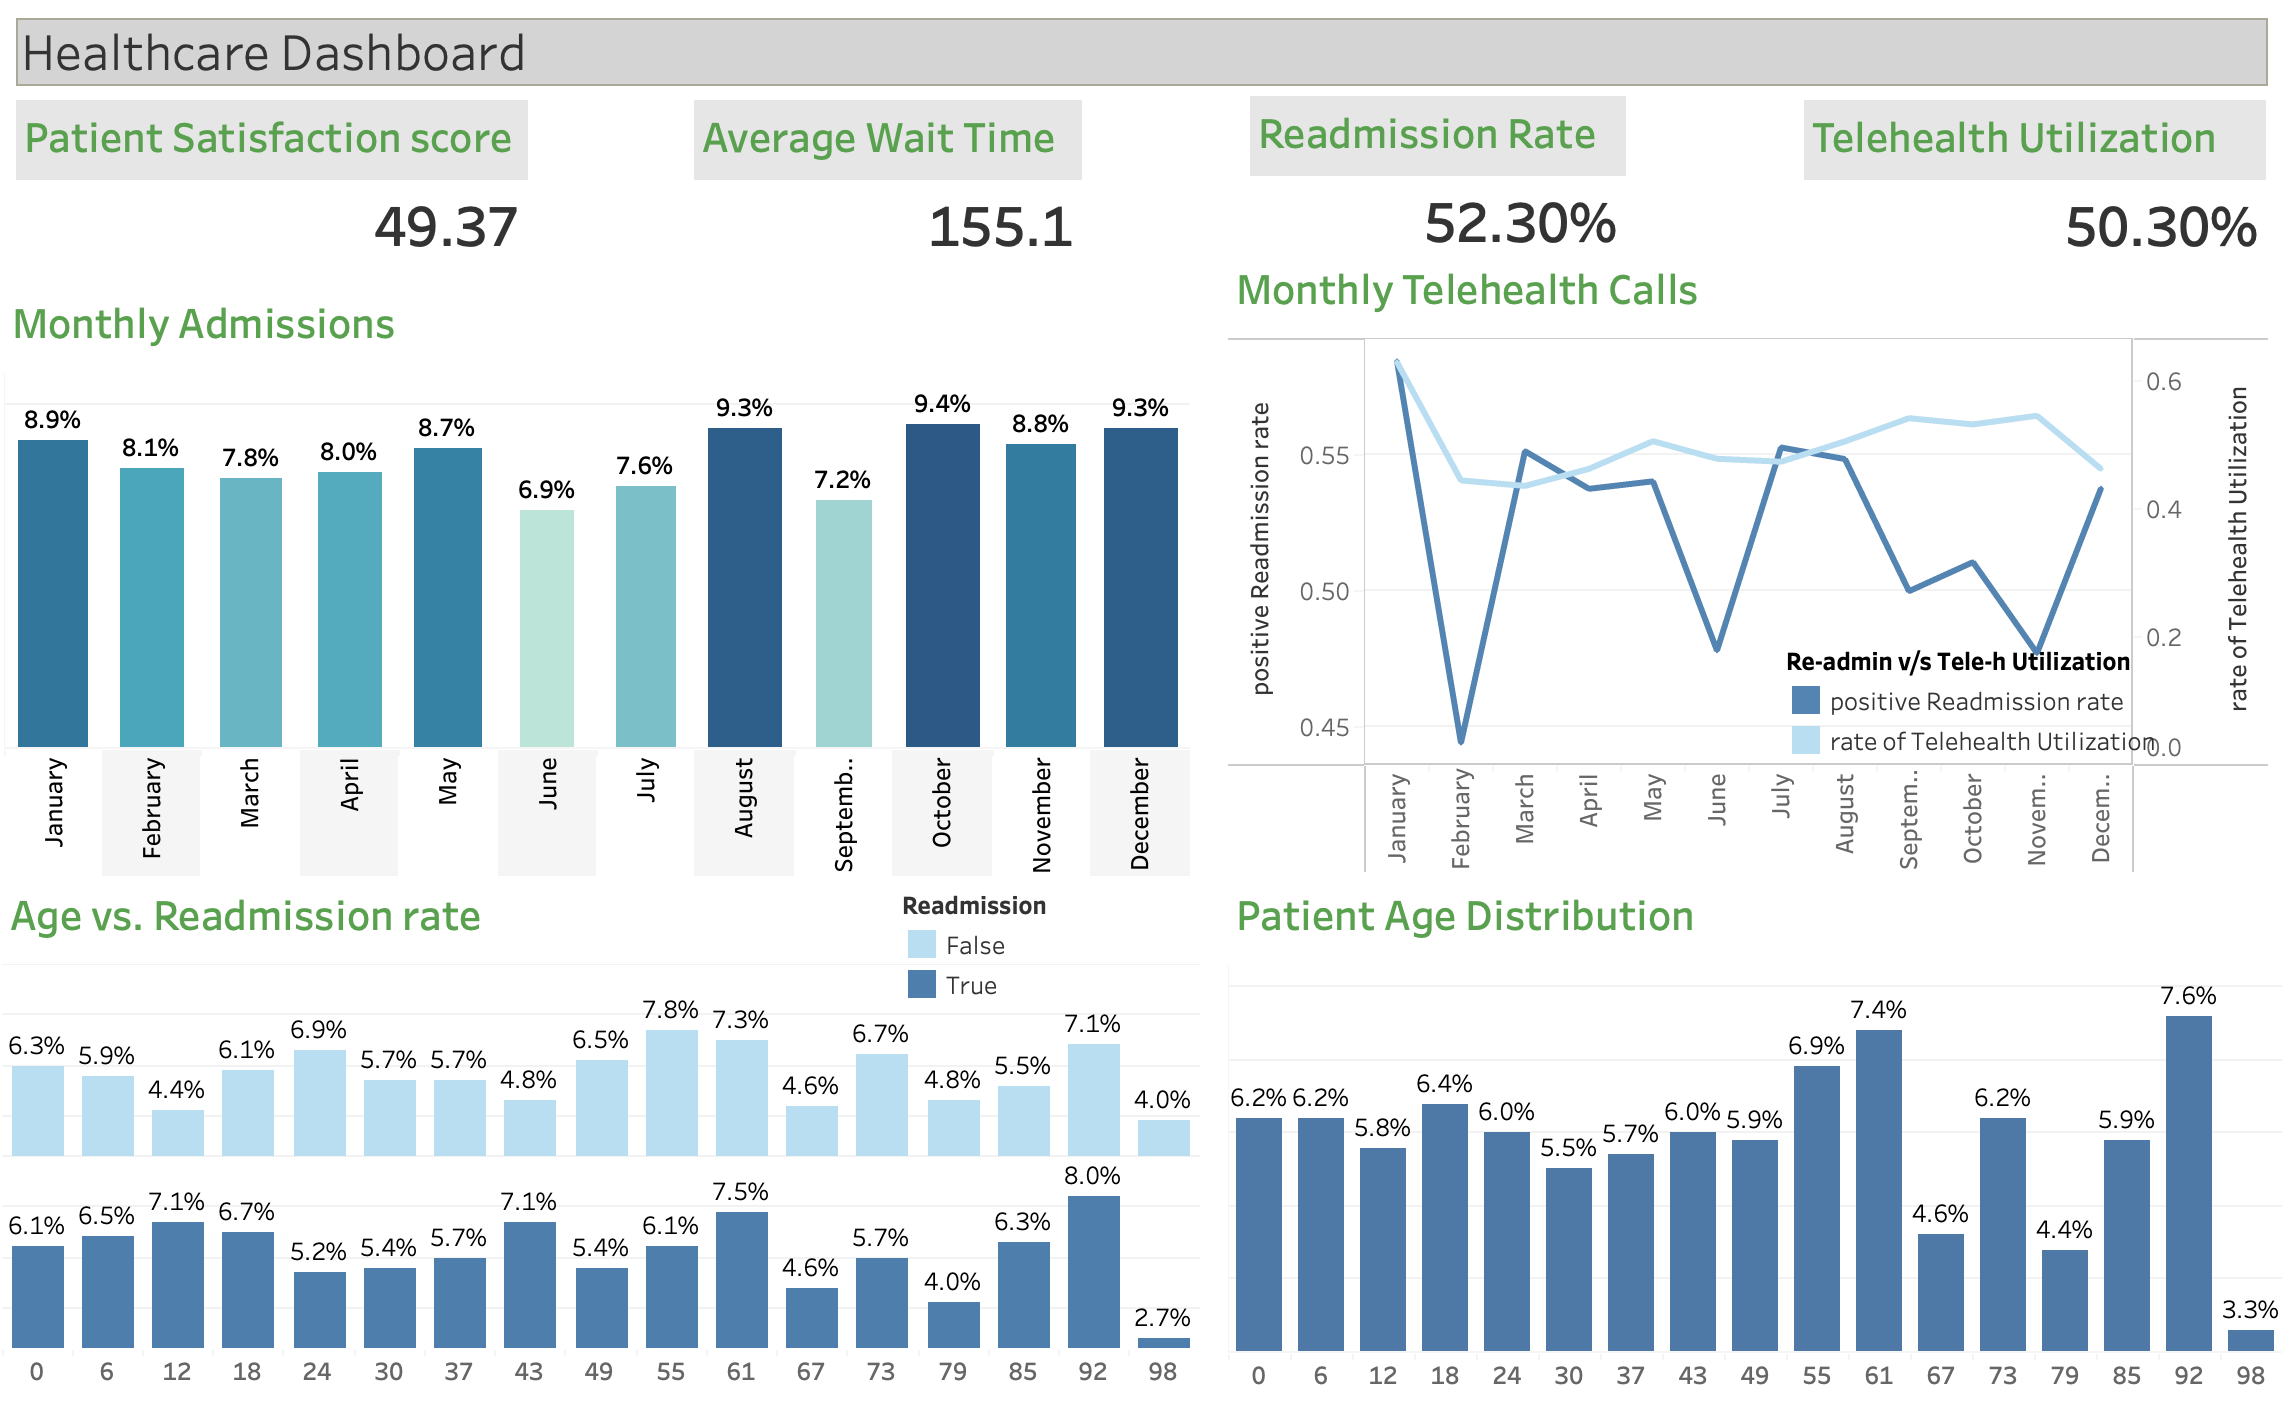 Healthcare Dashboard
Patient Satisfaction score
49.37
Average Wait Time
155.1
Readmission Rate
52.30%
Telehealth Utilization
50.30%
Monthly Admissions
8.9%
8.1%
7.8%
8.0%
8.7%
6.9%
7.6%
9.3%
7.2%
9.4%
8.8%
9.3%
January
February
March
April
May
June
July
August
Septemb..
October
November
December
Monthly Telehealth Calls
positive Readmission rate
0.55
0.50
0.45
0.6
0.4
0.2
0.0
rate of Telehealth Utilization
Re-admin v/s Tele-h Utilization
positive Readmission rate
rate of Telehealth Utilization
January
February
March
April
May
June
July
August
Septem..
October
Novem..
Decem..
Age vs. Readmission rate
Readmission
False
True
6.3% 5.9% 4.4% 6.1% 6.9% 5.7% 5.7% 4.8% 6.5% 7.8% 7.3% 4.6% 6.7% 4.8% 5.5% 7.1% 4.0%
6.1% 6.5% 7.1% 6.7% 5.2% 5.4% 5.7% 7.1% 5.4% 6.1% 7.5% 4.6% 5.7% 4.0% 6.3% 8.0% 2.7%
0 6 12 18 24 30 37 43 49 55 61 67 73 79 85 92 98
Patient Age Distribution
6.2% 6.2% 5.8% 6.4% 6.0% 5.5% 5.7% 6.0% 5.9% 6.9% 7.4% 4.6% 6.2% 4.4% 5.9% 7.6% 3.3%
0 6 12 18 24 30 37 43 49 55 61 67 73 79 85 92 98